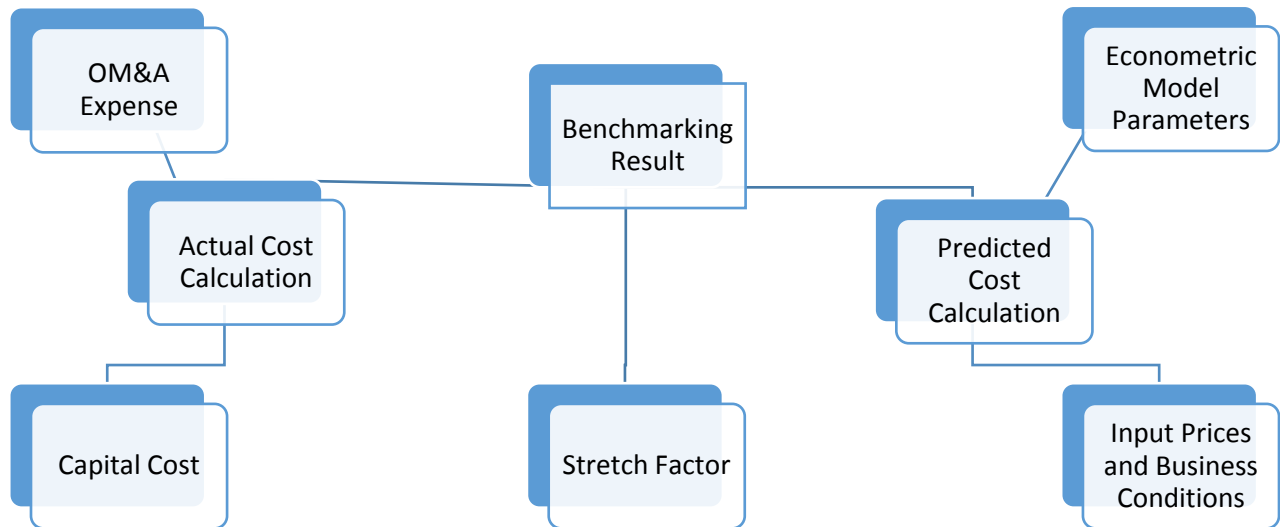 OM&A
Expense
Benchmarking
Result
Econometric
Model
Parameters
Actual Cost
Calculation
Predicted
Cost
Calculation
Capital Cost
Stretch Factor
Input Prices
and Business
Conditions